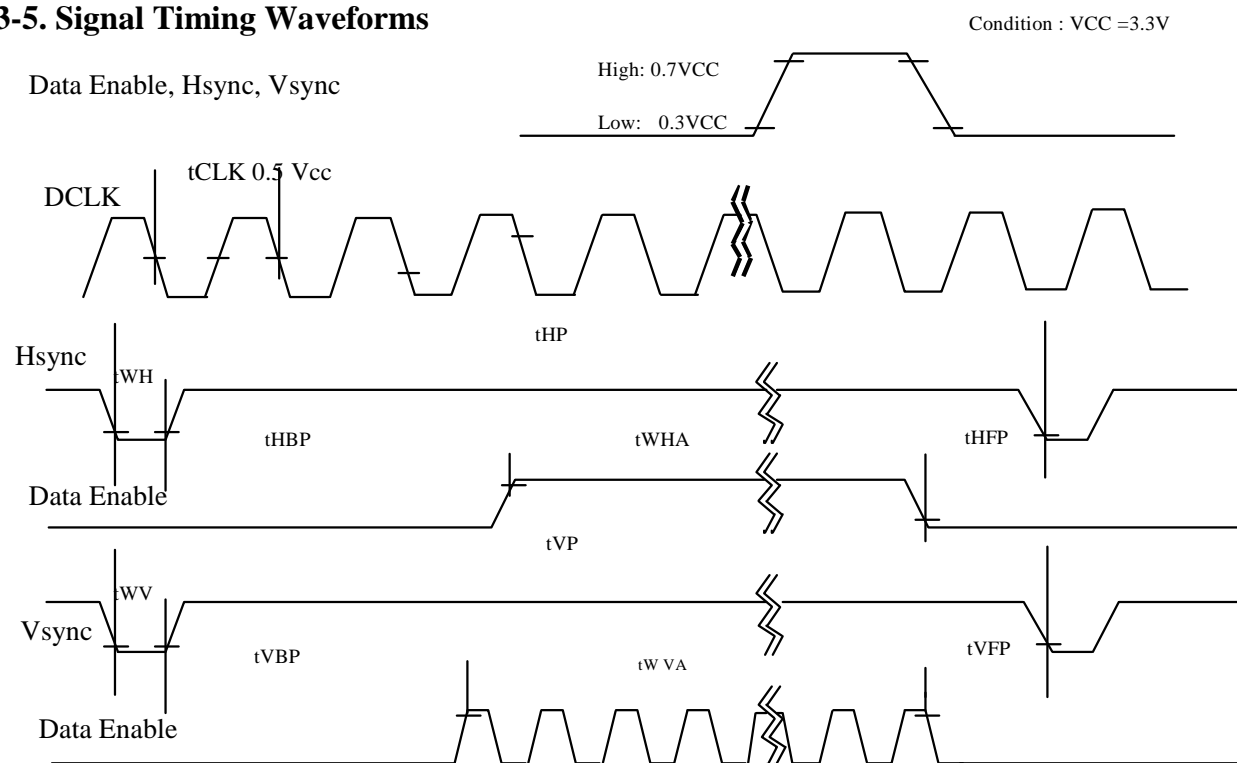 3-5. Signal Timing Waveforms
Condition : VCC =3.3V
High: 0.7VCC
Data Enable, Hsync, Vsync
Low: 0.3VCC
tCLK 0.5 Vcc
DCLK
tHP
Hsync
tWH
tHBP
tWHA
tHFP
Data Enable
tVP
tWV
Vsync
tVBP
tW VA
tVFP
Data Enable